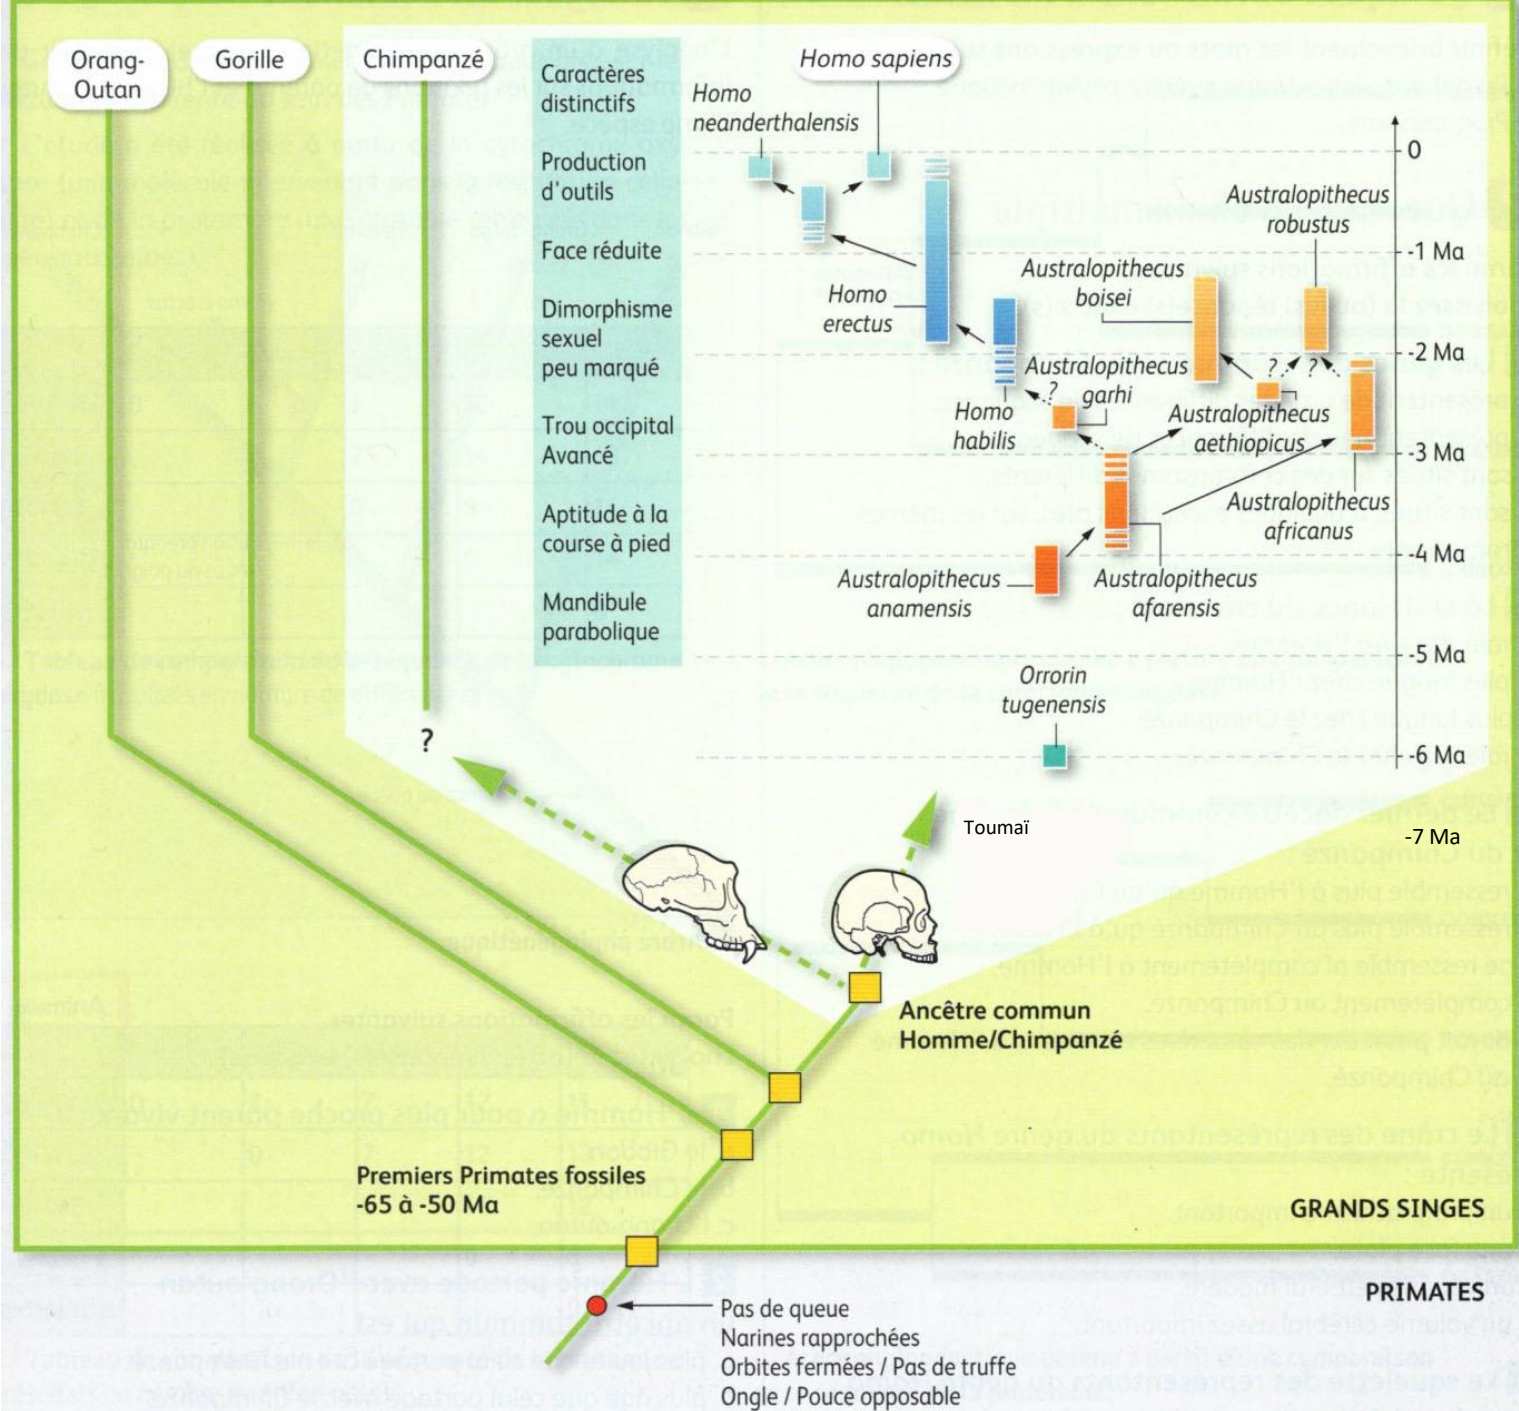 Orang-
Outan
Gorille
Chimpanzé
Caractères
distinctifs
Production
d'outils
Face réduite
Dimorphisme
sexuel
peu marqué
Trou occipital
Avancé
Aptitude à la
course à pied
Mandibule
parabolique
Homo sapiens
Homo
neanderthalensis
Homo
erectus
Homo
habilis
Australopithecus
robustus
Australopithecus
boisei
Australopithecus
garhi
?
?
?
Australopithecus
aethiopicus
Australopithecus
africanus
Australopithecus
anamensis
Australopithecus
afarensis
Orrorin
tugenensis
0
-1 Ma
-2 Ma
-3 Ma
-4 Ma
-5 Ma
-6 Ma
-7 Ma
?
Toumaï
Ancêtre commun
Homme/Chimpanzé
Premiers Primates fossiles
-65 à -50 Ma
GRANDS SINGES
PRIMATES
Pas de queue
Narines rapprochées
Orbites fermées / Pas de truffe
Ongle / Pouce opposable